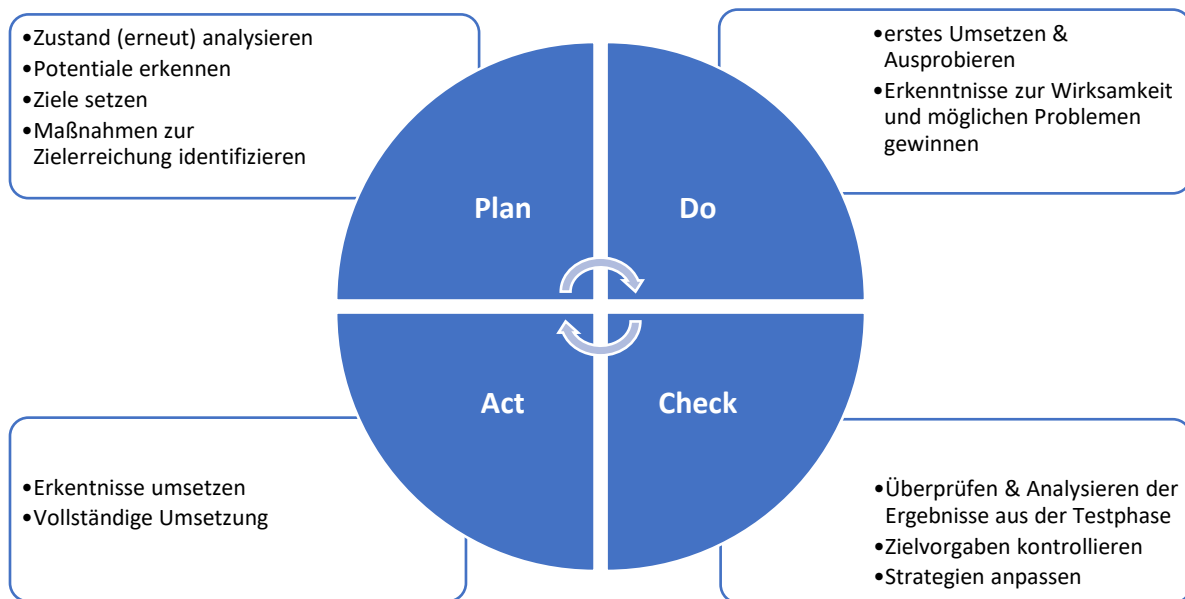 •Zustand (erneut) analysieren
•Potentiale erkennen
•Ziele setzen
•Maßnahmen zur
Zielerreichung identifizieren
•erstes Umsetzen &
Ausprobieren
•Erkenntnisse zur Wirksamkeit
und möglichen Problemen
gewinnen
Plan
Do
Act
Check
•Erkentnisse umsetzen
•Vollständige Umsetzung
•Überprüfen & Analysieren der
Ergebnisse aus der Testphase
•Zielvorgaben kontrollieren
•Strategien anpassen